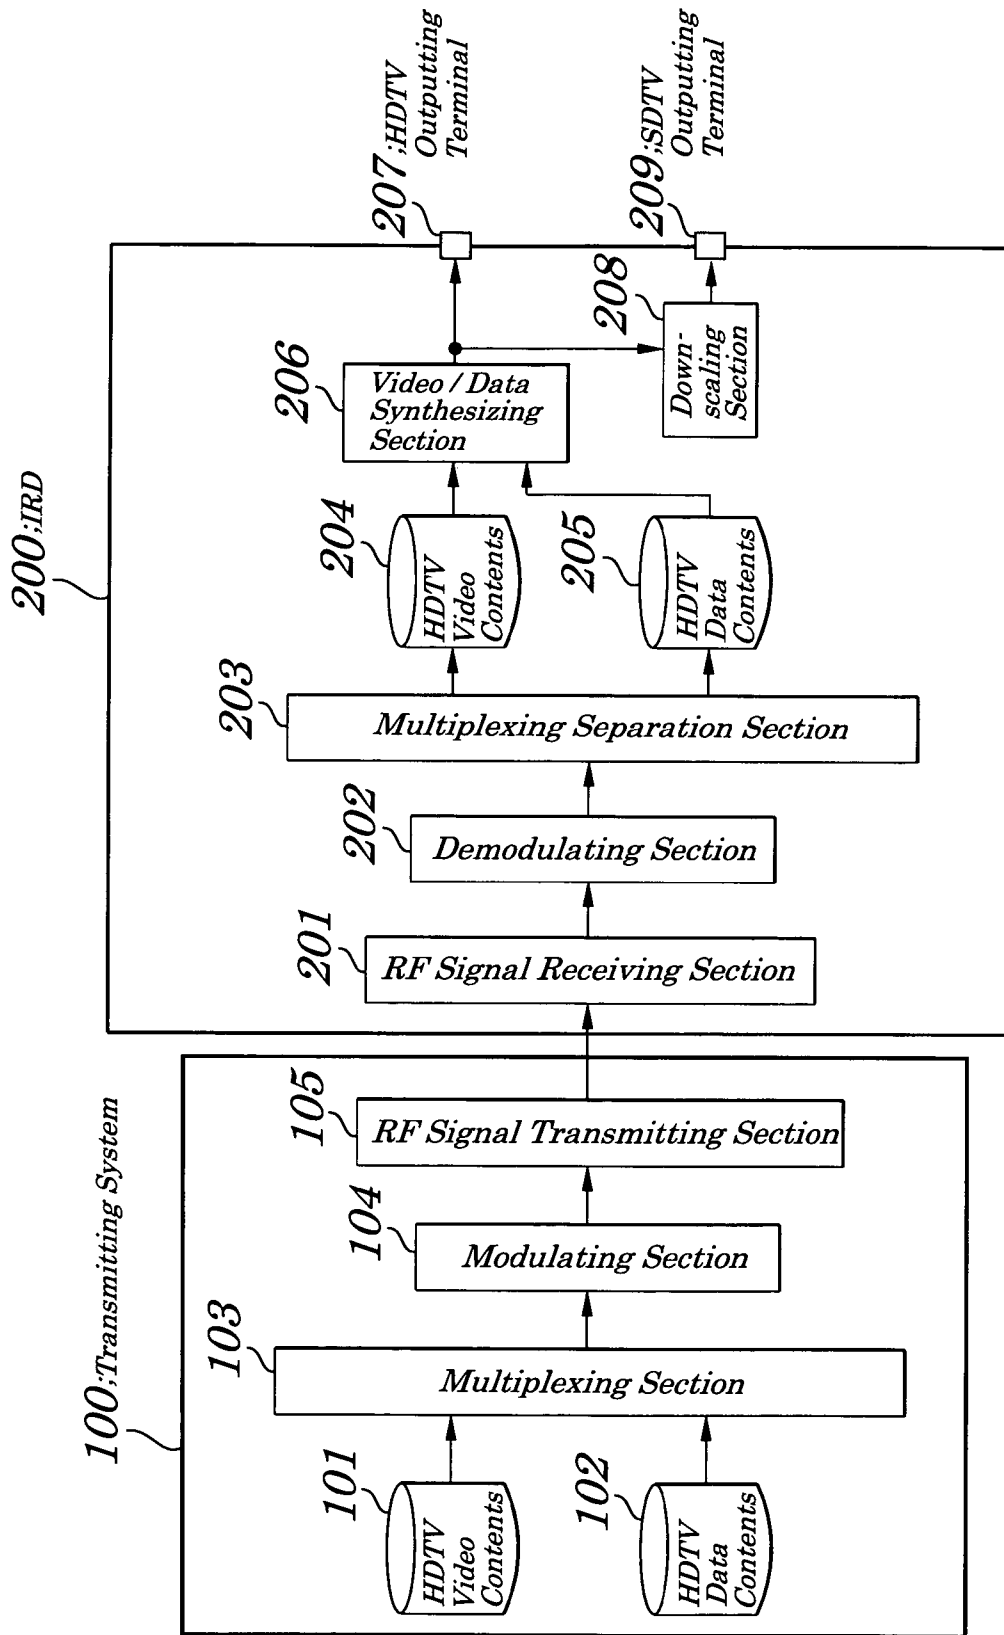 100;Transmitting System
101
HDTV
Video
Contents
102
HDTV
Data
Contents
103
Multiplexing Section
104
Modulating Section
105
RF Signal Transmitting Section
200;IRD
201
RF Signal Receiving Section
202
Demodulating Section
203
Multiplexing Separation Section
204
HDTV
Video
Contents
205
HDTV
Data
Contents
206
Video / Data
Synthesizing
Section
207;HDTV
Outputting
Terminal
208
Down-
scaling
Section
209;SDTV
Outputting
Terminal